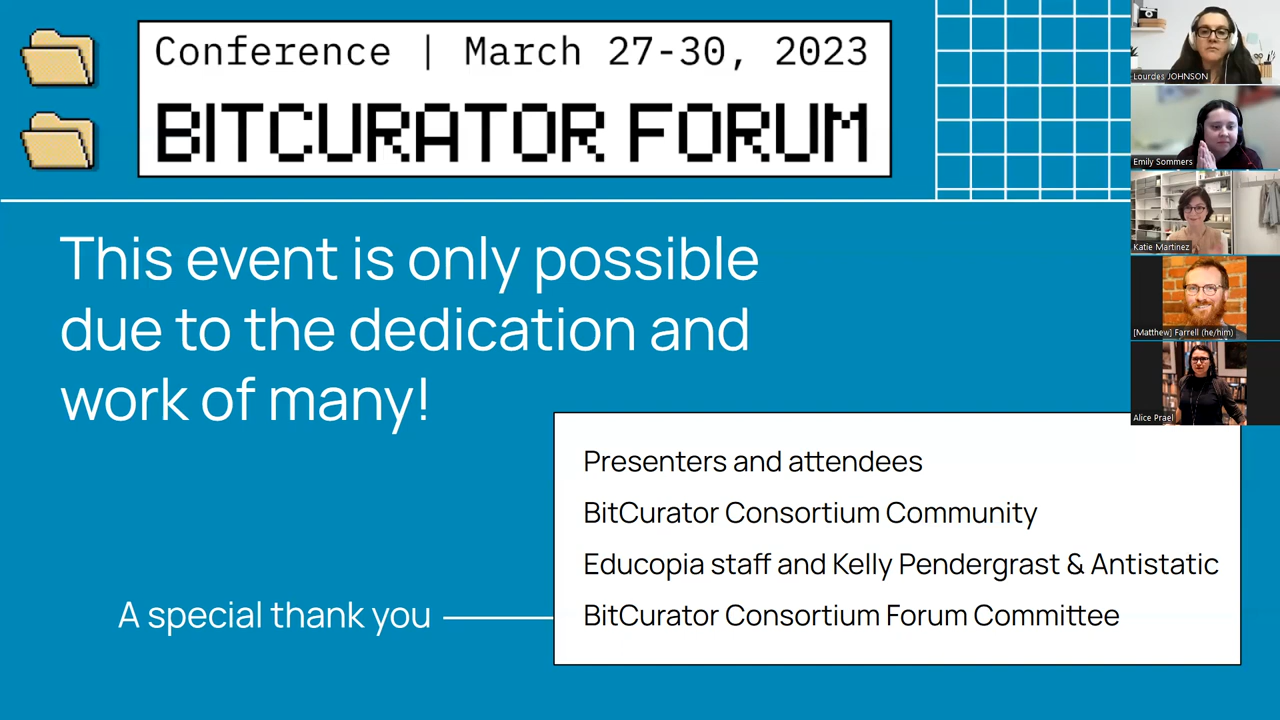 Conference | March 27-30, 2023
BITCURATOR FORUM
This event is only possible
due to the dedication and
work of many!
A special thank you
Presenters and attendees
BitCurator Consortium Community
Educopia staff and Kelly Pendergrast & Antistatic
BitCurator Consortium Forum Committee
Lourdes JOHNSON
Emily Sommers
Katie Martinez
[Matthew] Farrell (he/him)
Alice Prael